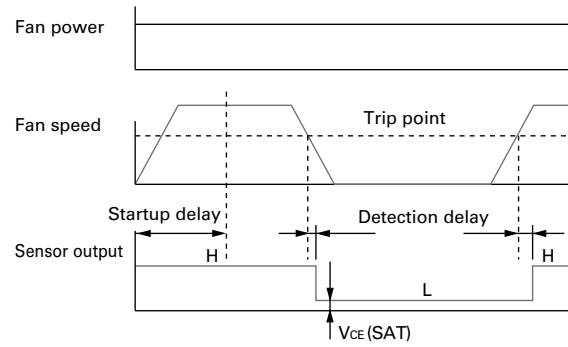 Fan power
Fan speed
Trip point
Startup delay
Detection delay
Sensor output
H
L
H
VCE (SAT)